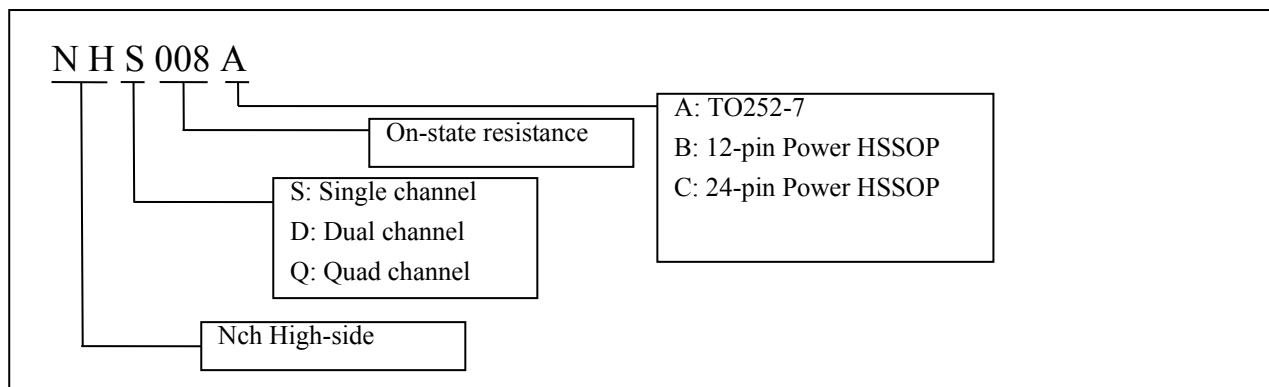 N H S 008 A
A: TO252-7
B: 12-pin Power HSSOP
C: 24-pin Power HSSOP
On-state resistance
S: Single channel
D: Dual channel
Q: Quad channel
Nch High-side